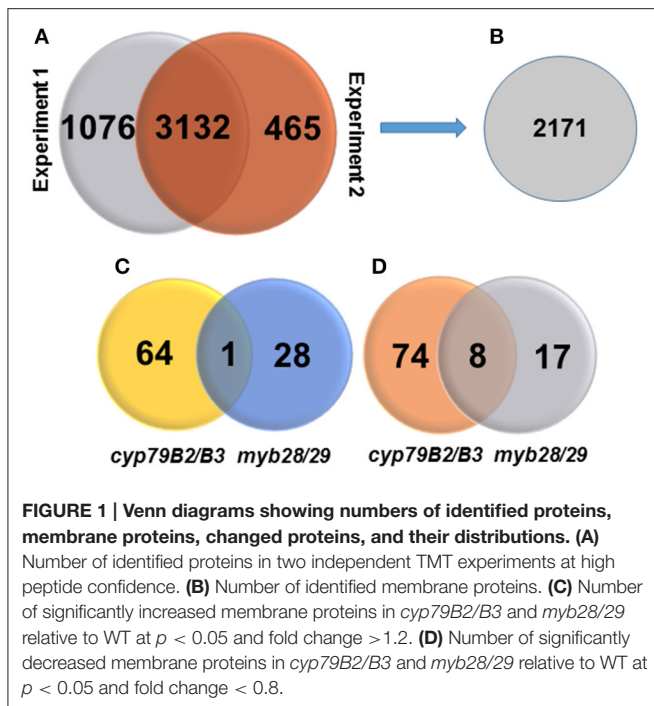 A
B
Experiment 1
1076 3132 465
Experiment 2
2171
C
D
64 1 28
74 8 17
cyp79B2/B3 myb28/29
cyp79B2/B3 myb28/29
FIGURE 1 | Venn diagrams showing numbers of identified proteins,
membrane proteins, changed proteins, and their distributions. (A)
Number of identified proteins in two independent TMT experiments at high
peptide confidence. (B) Number of identified membrane proteins. (C) Number
of significantly increased membrane proteins in cyp79B2/B3 and myb28/29
relative to WT at p < 0.05 and fold change >1.2. (D) Number of significantly
decreased membrane proteins in cyp79B2/B3 and myb28/29 relative to WT at
p < 0.05 and fold change < 0.8.